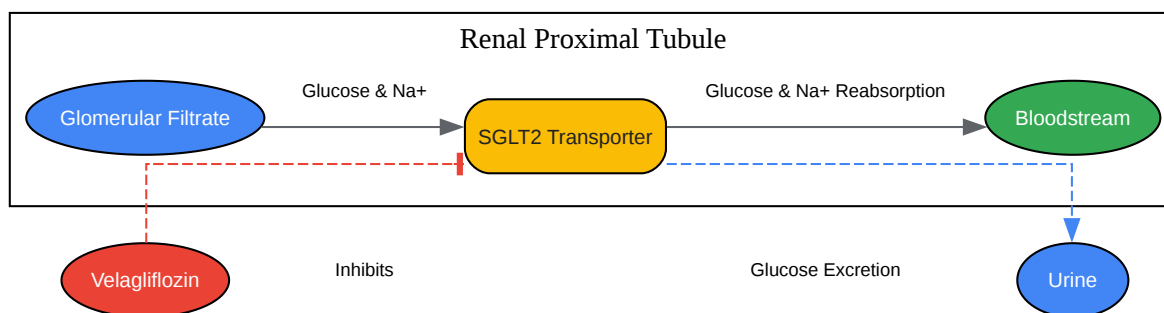 Renal Proximal Tubule
Glomerular Filtrate
Glucose & Na+
SGLT2 Transporter
Glucose & Na+ Reabsorption
Bloodstream
Velagliflozin
Inhibits
Glucose Excretion
Urine